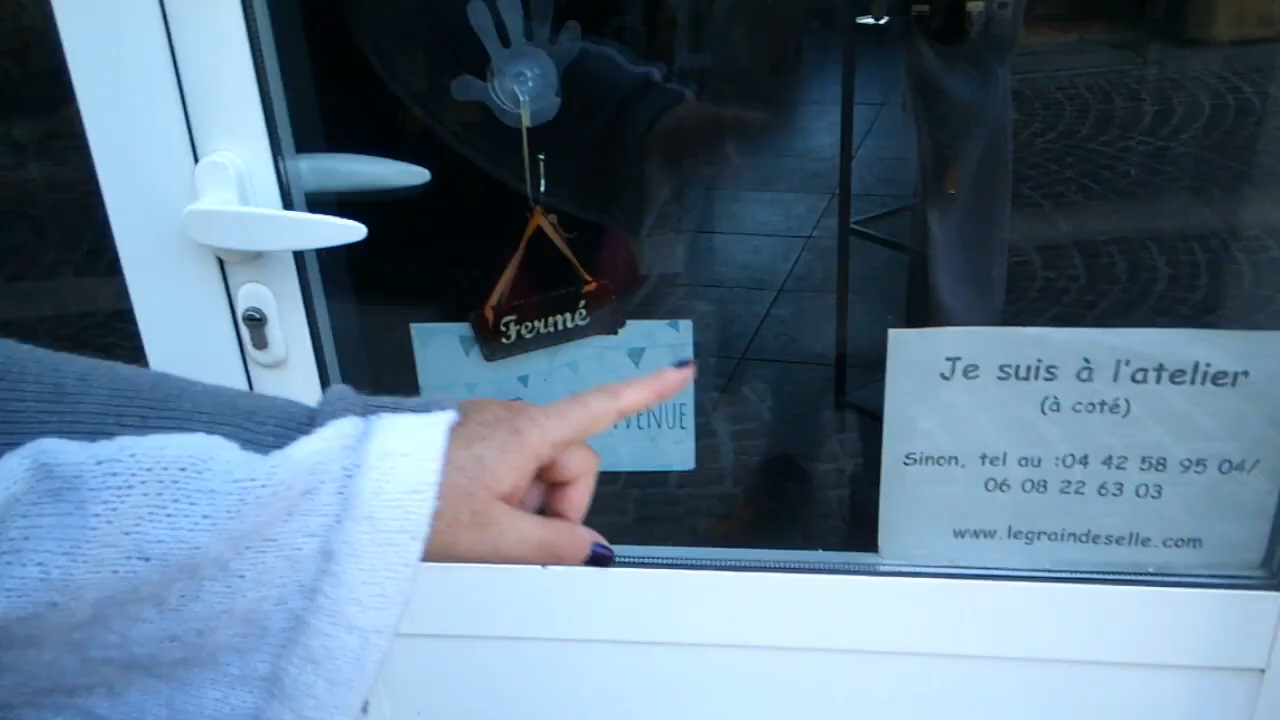 Fermé
Je suis à l'atelier
(à coté)
Sinon, tel au :04 42 58 95 04/
06 08 22 63 03
www.legraindeselle.com